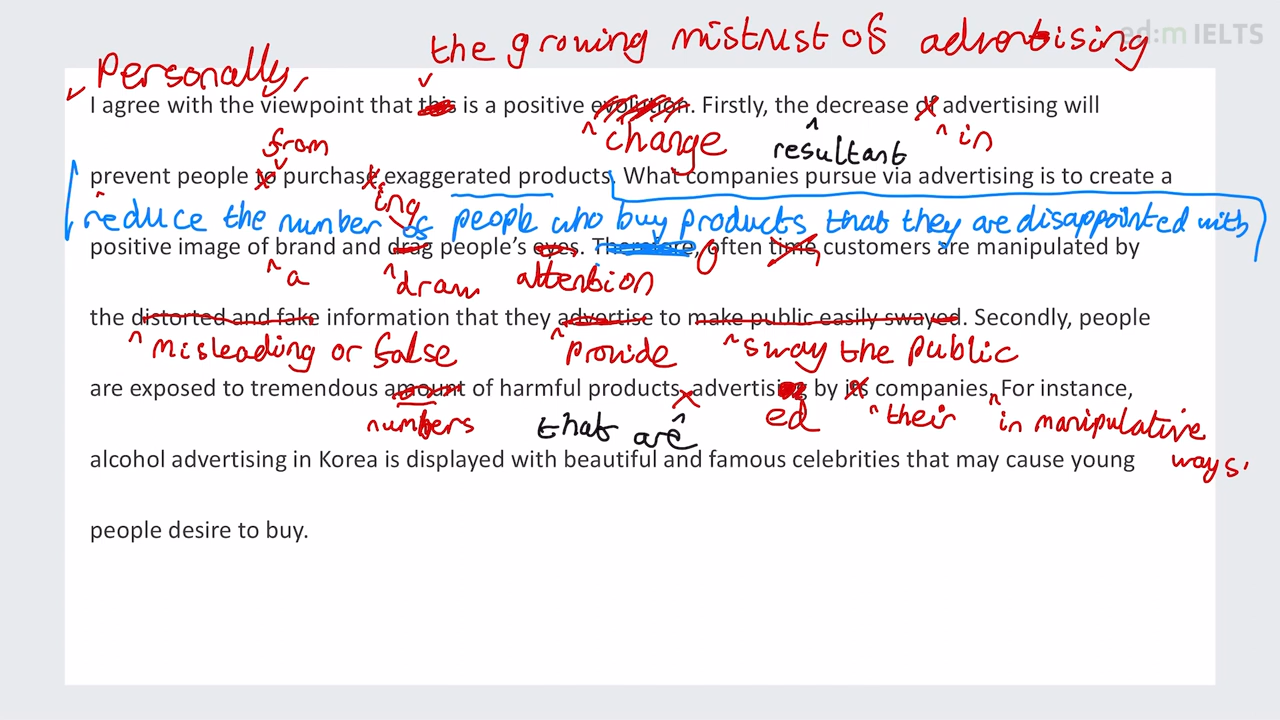 ed:m IELTS
the growing mistrust of advertising
Personally,
I agree with the viewpoint that this is a positive evolution. Firstly, the decrease of advertising will
from change resultant in
prevent people to purchase exaggerated products. What companies pursue via advertising is to create a
ing
reduce the number of people who buy products that they are disappointed with
positive image of brand and drag people's eyes. Therefore, often time customers are manipulated by
a draw attention O
the distorted and fake information that they advertise to make public easily swayed. Secondly, people
misleading or false provide sway the public
are exposed to tremendous amount of harmful products advertising by its companies. For instance,
numbers that are ed their in manipulative
alcohol advertising in Korea is displayed with beautiful and famous celebrities that may cause young
ways.
people desire to buy.